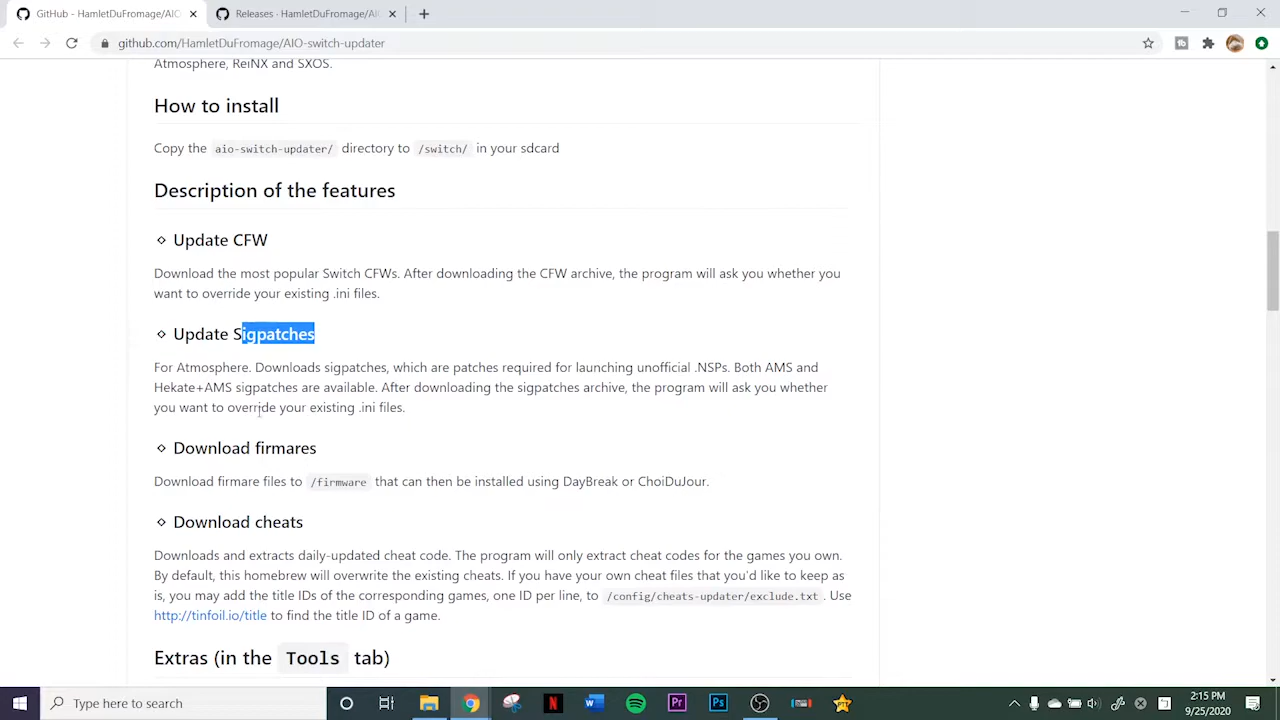 GitHub - HamletDuFromage/AIO-
Releases · HamletDuFromage/AI
github.com/HamletDuFromage/AIO-switch-updater
Atmosphere, ReiNX and SXOS.
How to install
Copy the aio-switch-updater/ directory to /switch/ in your sdcard
Description of the features
Update CFW
Download the most popular Switch CFWs. After downloading the CFW archive, the program will ask you whether you
want to override your existing .ini files.
Update Sigpatches
For Atmosphere. Downloads sigpatches, which are patches required for launching unofficial .NSPs. Both AMS and
Hekate+AMS sigpatches are available. After downloading the sigpatches archive, the program will ask you whether
you want to override your existing .ini files.
Download firmares
Download firmare files to /firmware that can then be installed using DayBreak or ChoiDuJour.
Download cheats
Downloads and extracts daily-updated cheat code. The program will only extract cheat codes for the games you own.
By default, this homebrew will overwrite the existing cheats. If you have your own cheat files that you'd like to keep as
is, you may add the title IDs of the corresponding games, one ID per line, to /config/cheats-updater/exclude.txt . Use
http://tinfoil.io/title to find the title ID of a game.
Extras (in the Tools tab)
Type here to search
2:15 PM
9/25/2020